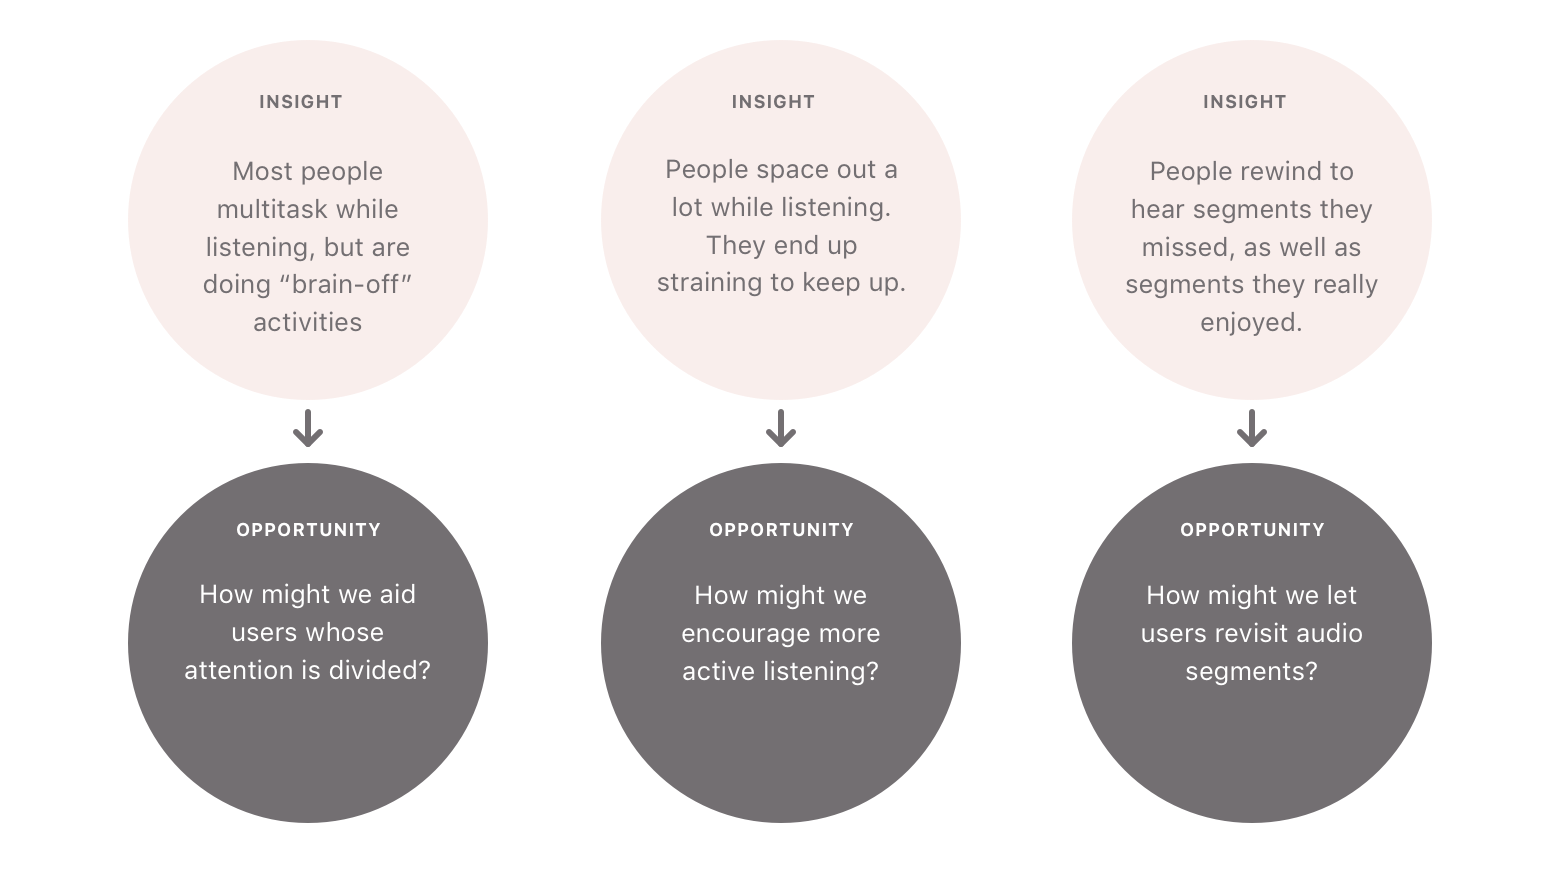 INSIGHT
Most people
multitask while
listening, but are
doing “brain-off”
activities
INSIGHT
People space out a
lot while listening.
They end up
straining to keep up.
INSIGHT
People rewind to
hear segments they
missed, as well as
segments they really
enjoyed.
OPPORTUNITY
How might we aid
users whose
attention is divided?
OPPORTUNITY
How might we
encourage more
active listening?
OPPORTUNITY
How might we let
users revisit audio
segments?